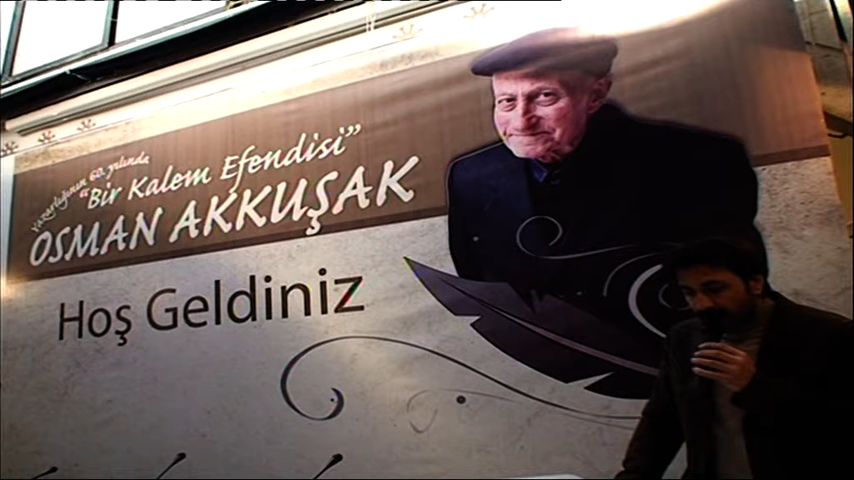 Yazarlığının 60. yılında
"Bir Kalem Efendisi"
OSMAN AKKUŞAK
Hoş Geldiniz